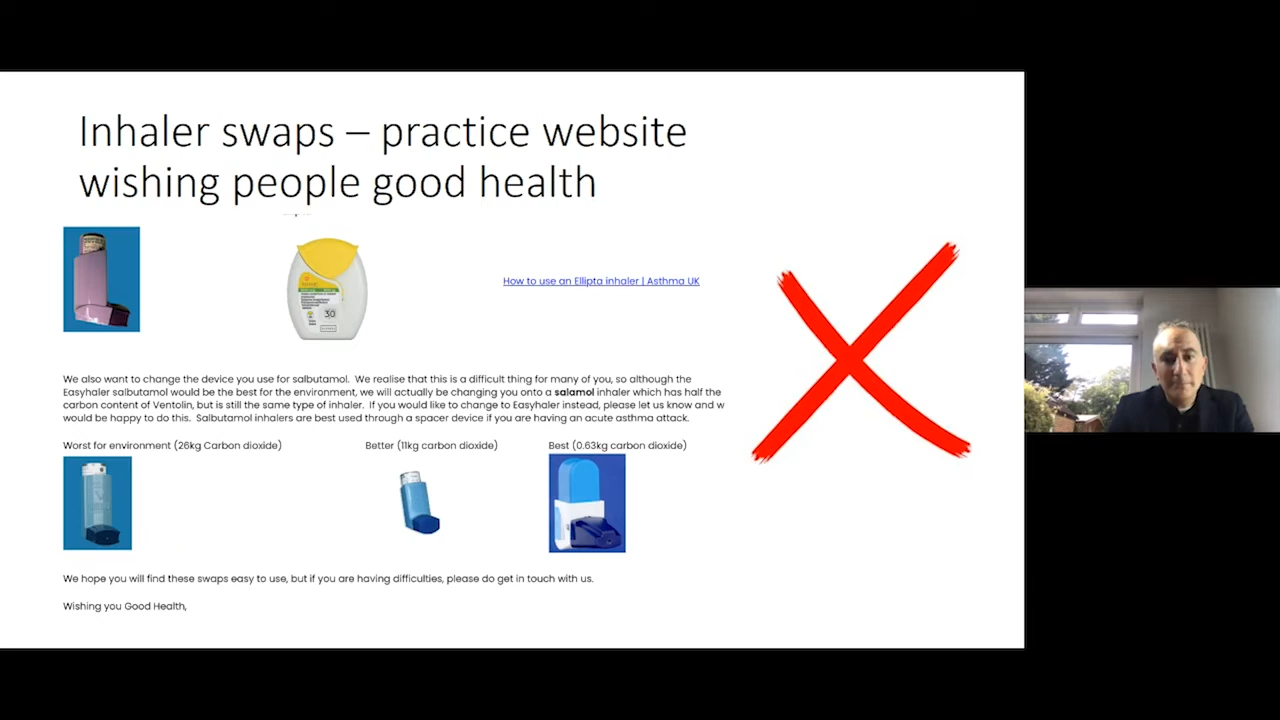 Inhaler swaps – practice website
wishing people good health
How to use an Ellipta inhaler | Asthma UK
30
We also want to change the device you use for salbutamol.  We realise that this is a difficult thing for many of you, so although the
Easyhaler salbutamol would be the best for the environment, we will actually be changing you onto a salamol inhaler which has half the
carbon content of Ventolin, but is still the same type of inhaler.  If you would like to change to Easyhaler instead, please let us know and w
would be happy to do this.  Salbutamol inhalers are best used through a spacer device if you are having an acute asthma attack.
Worst for environment (26kg Carbon dioxide)
Better (11kg carbon dioxide)
Best (0.63kg carbon dioxide)
We hope you will find these swaps easy to use, but if you are having difficulties, please do get in touch with us.
Wishing you Good Health,